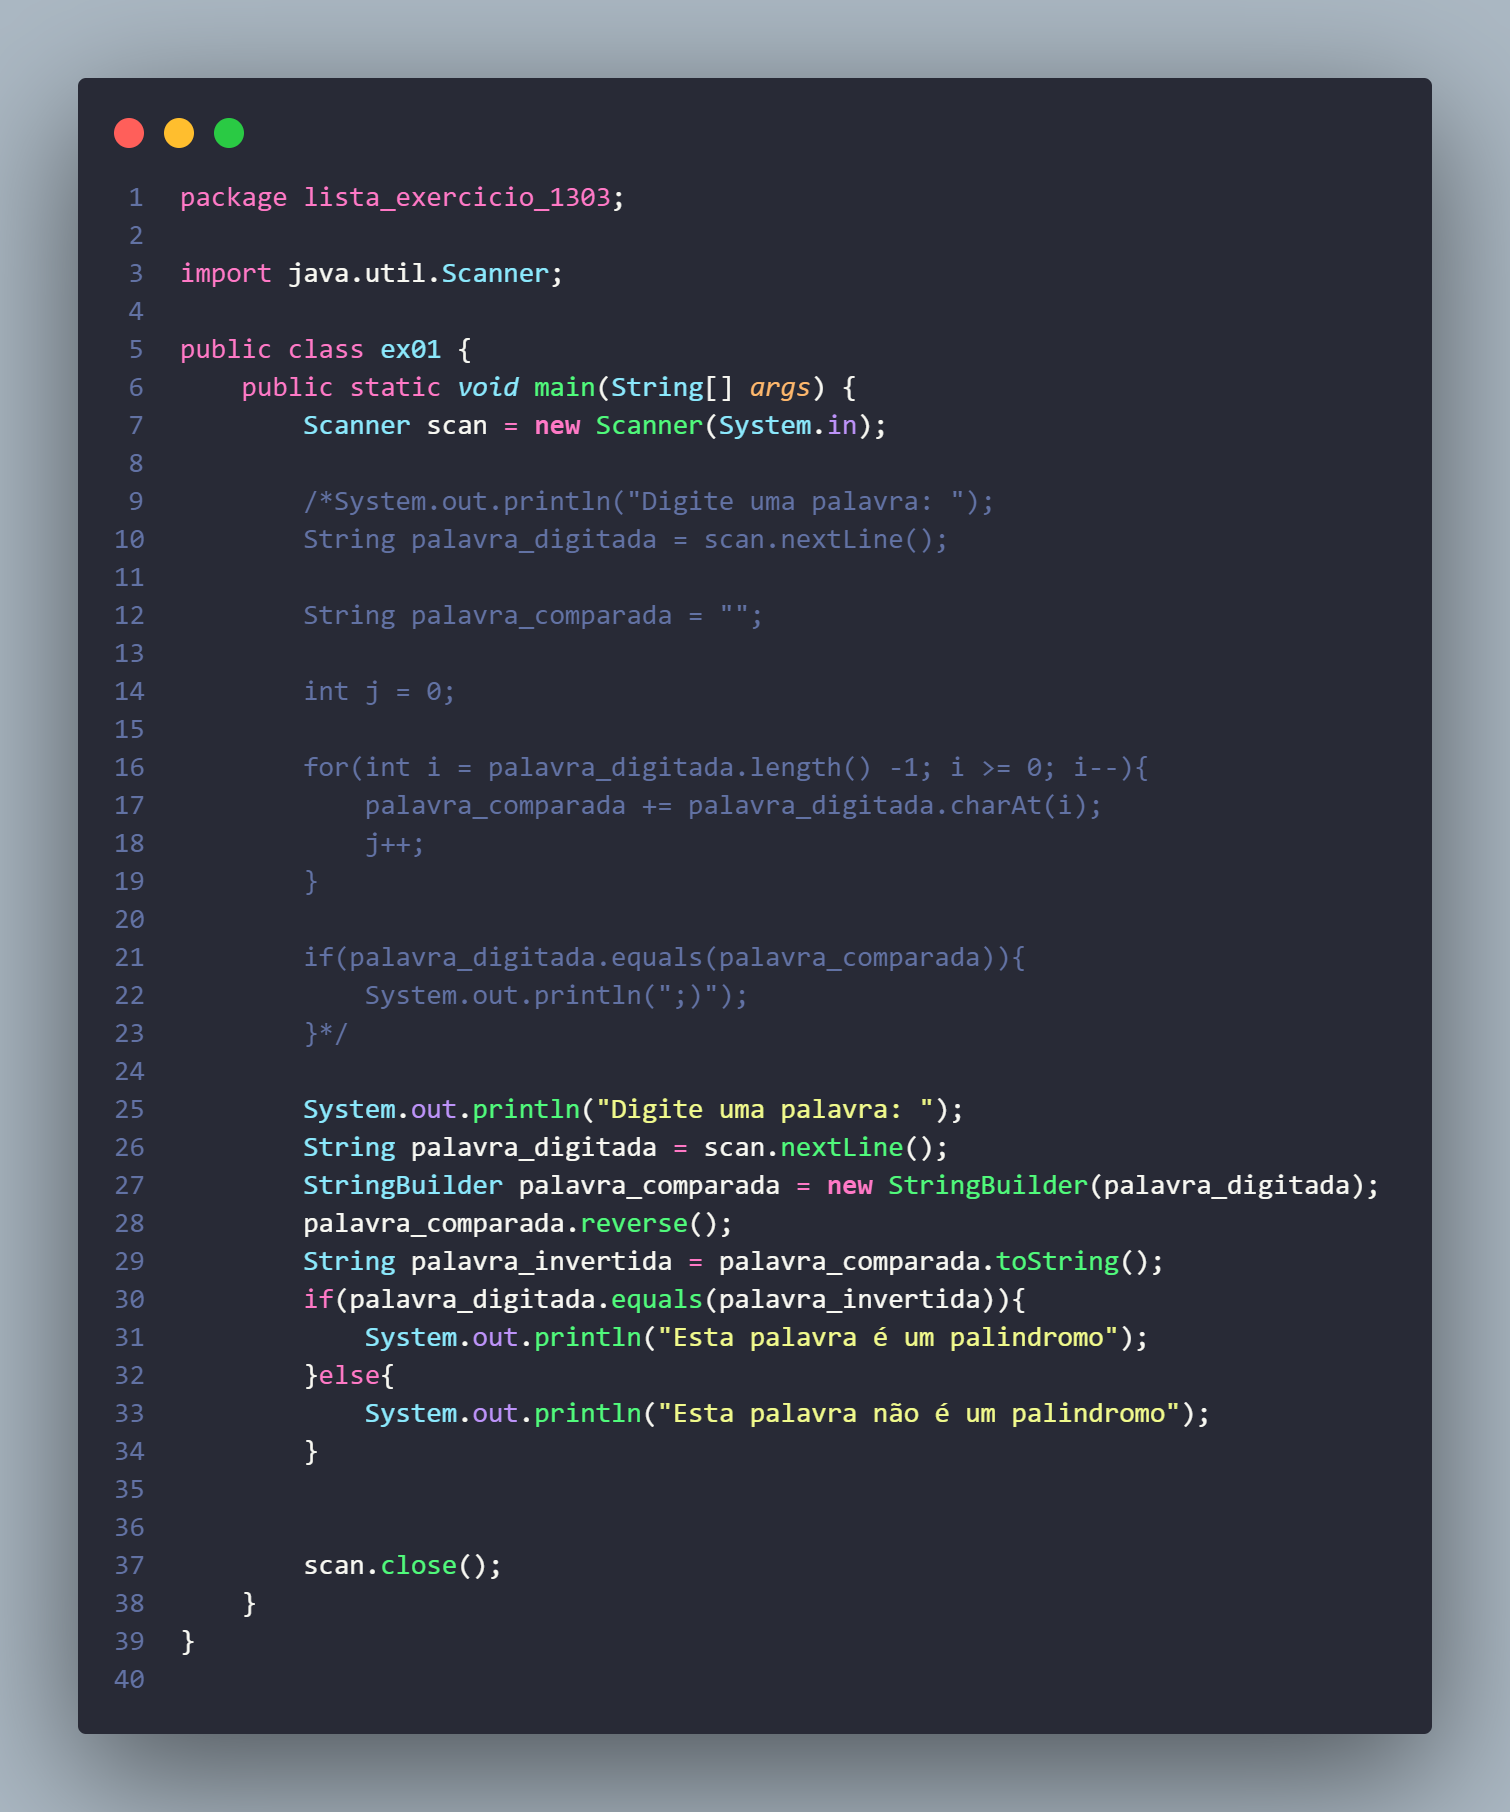 1 package lista_exercicio_1303;
2
3 import java.util.Scanner;
4
5 public class ex01 {
6     public static void main(String[] args) {
7         Scanner scan = new Scanner(System.in);
8
9         /*System.out.println("Digite uma palavra: ");
10         String palavra_digitada = scan.nextLine();
11
12         String palavra_comparada = "";
13
14         int j = 0;
15
16         for(int i = palavra_digitada.length() -1; i >= 0; i--){
17             palavra_comparada += palavra_digitada.charAt(i);
18             j++;
19         }
20
21         if(palavra_digitada.equals(palavra_comparada)){
22             System.out.println(";)");
23         }*/
24
25         System.out.println("Digite uma palavra: ");
26         String palavra_digitada = scan.nextLine();
27         StringBuilder palavra_comparada = new StringBuilder(palavra_digitada);
28         palavra_comparada.reverse();
29         String palavra_invertida = palavra_comparada.toString();
30         if(palavra_digitada.equals(palavra_invertida)){
31             System.out.println("Esta palavra é um palindromo");
32         }else{
33             System.out.println("Esta palavra não é um palindromo");
34         }
35
36
37         scan.close();
38     }
39 }
40